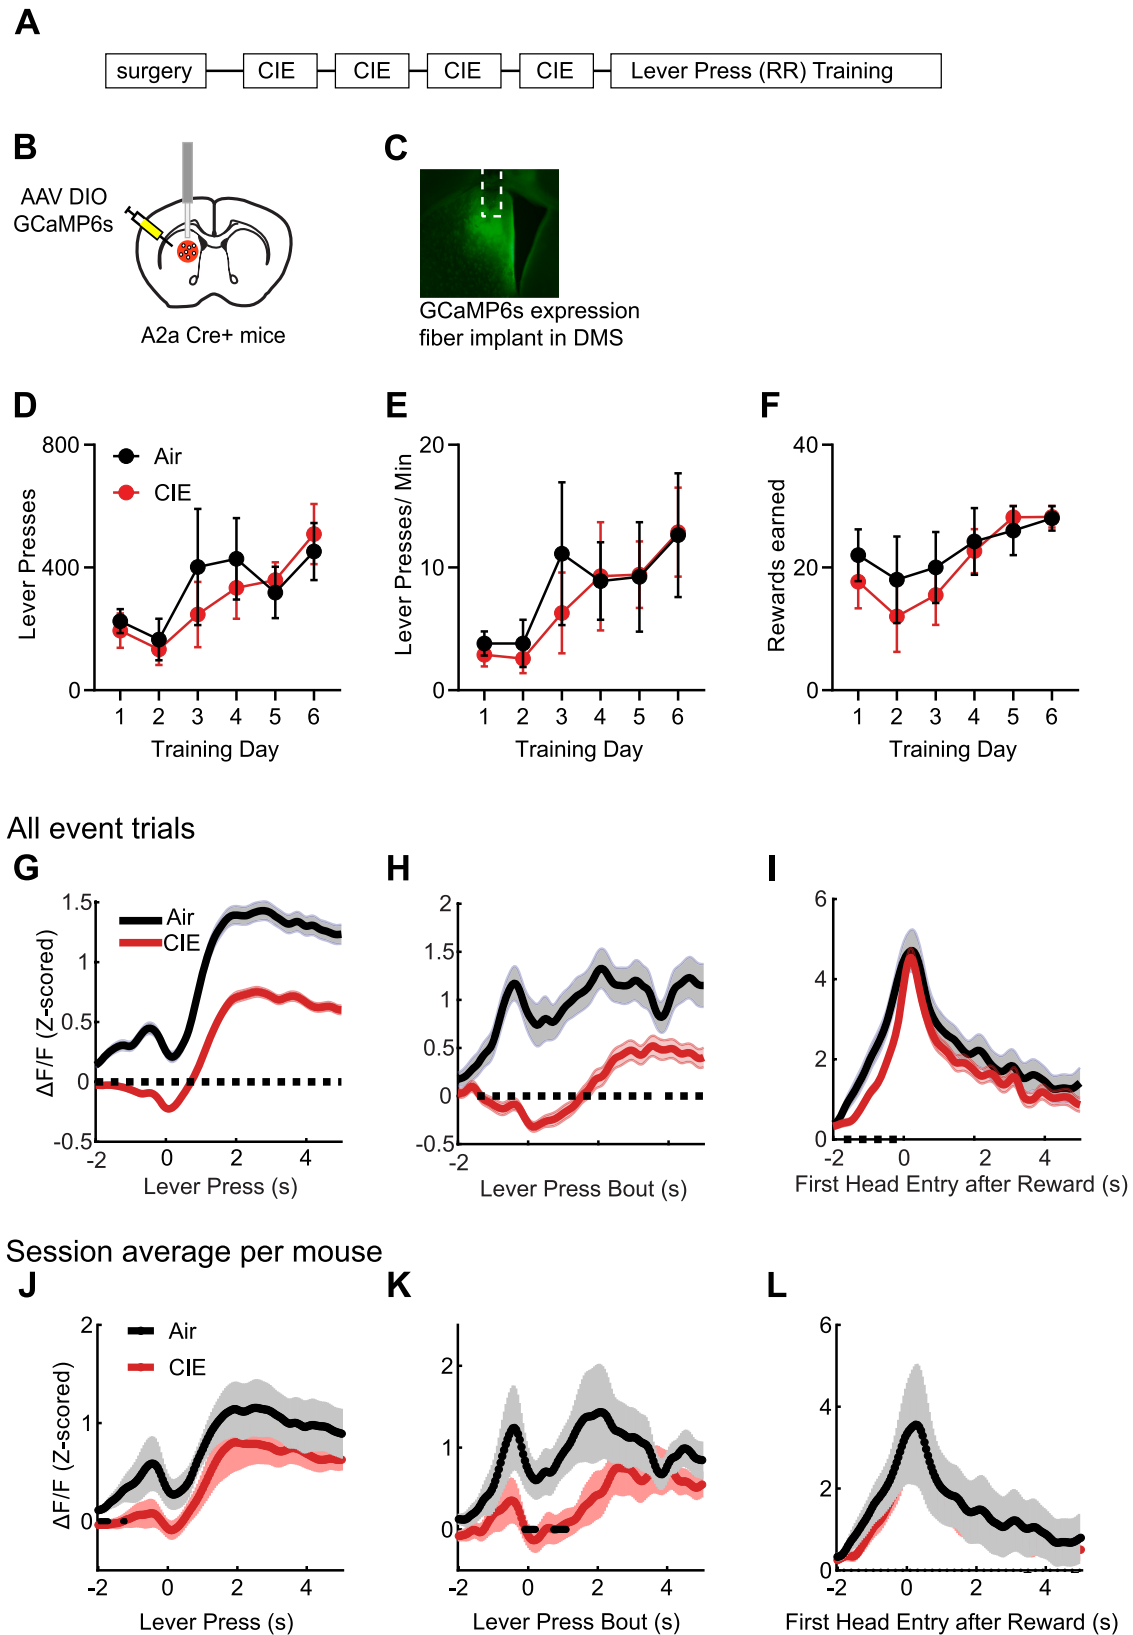 A
surgery CIE CIE CIE CIE Lever Press (RR) Training
B
AAV DIO
GCaMP6s
A2a Cre+ mice
C
GCaMP6s expression
fiber implant in DMS
D
800
400
0
Lever Presses
Air
CIE
1 2 3 4 5 6
Training Day
E
20
10
0
Lever Presses/ Min
1 2 3 4 5 6
Training Day
F
40
20
0
Rewards earned
1 2 3 4 5 6
Training Day
All event trials
G
1.5
1
0.5
0
-0.5
ΔF/F (Z-scored)
Air
CIE
-2 0 2 4
Lever Press (s)
H
2
1.5
1
0.5
0
-0.5
-2
Lever Press Bout (s)
I
6
4
2
0
-2 0 2 4
First Head Entry after Reward (s)
Session average per mouse
J
2
1
0
ΔF/F (Z-scored)
Air
CIE
-2 0 2 4
Lever Press (s)
K
2
1
0
-2 0 2 4
Lever Press Bout (s)
L
6
4
2
0
-2 0 2 4
First Head Entry after Reward (s)